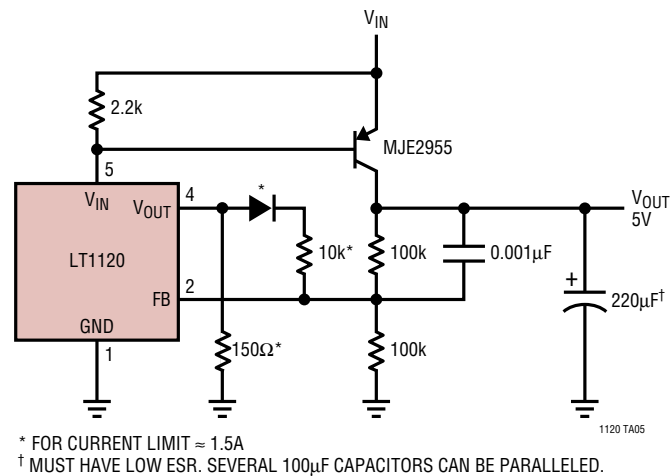 VIN
2.2k
MJE2955
5
VIN
VOUT
4
*
VOUT
5V
LT1120
10k*
100k
0.001µF
FB
2
+
220µF†
GND
1
150Ω*
100k
1120 TA05
* FOR CURRENT LIMIT ≈ 1.5A
† MUST HAVE LOW ESR. SEVERAL 100µF CAPACITORS CAN BE PARALLELED.